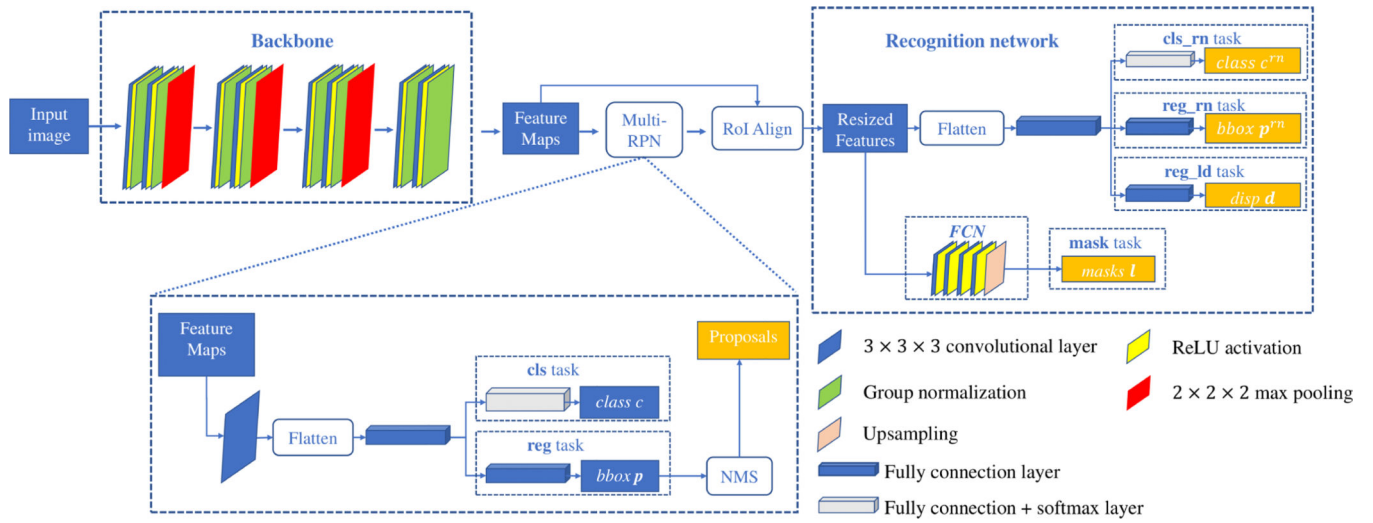 Backbone
Input
image
Feature
Maps
Multi-
RPN
RoI Align
Recognition network
Resized
Features
Flatten
cls_rn task
class c^rn
reg_rn task
bbox p^rn
reg_ld task
disp d
FCN
mask task
masks l
Feature
Maps
Flatten
cls task
class c
reg task
bbox p
Proposals
NMS
3 × 3 × 3 convolutional layer
ReLU activation
Group normalization
2 × 2 × 2 max pooling
Upsampling
Fully connection layer
Fully connection + softmax layer